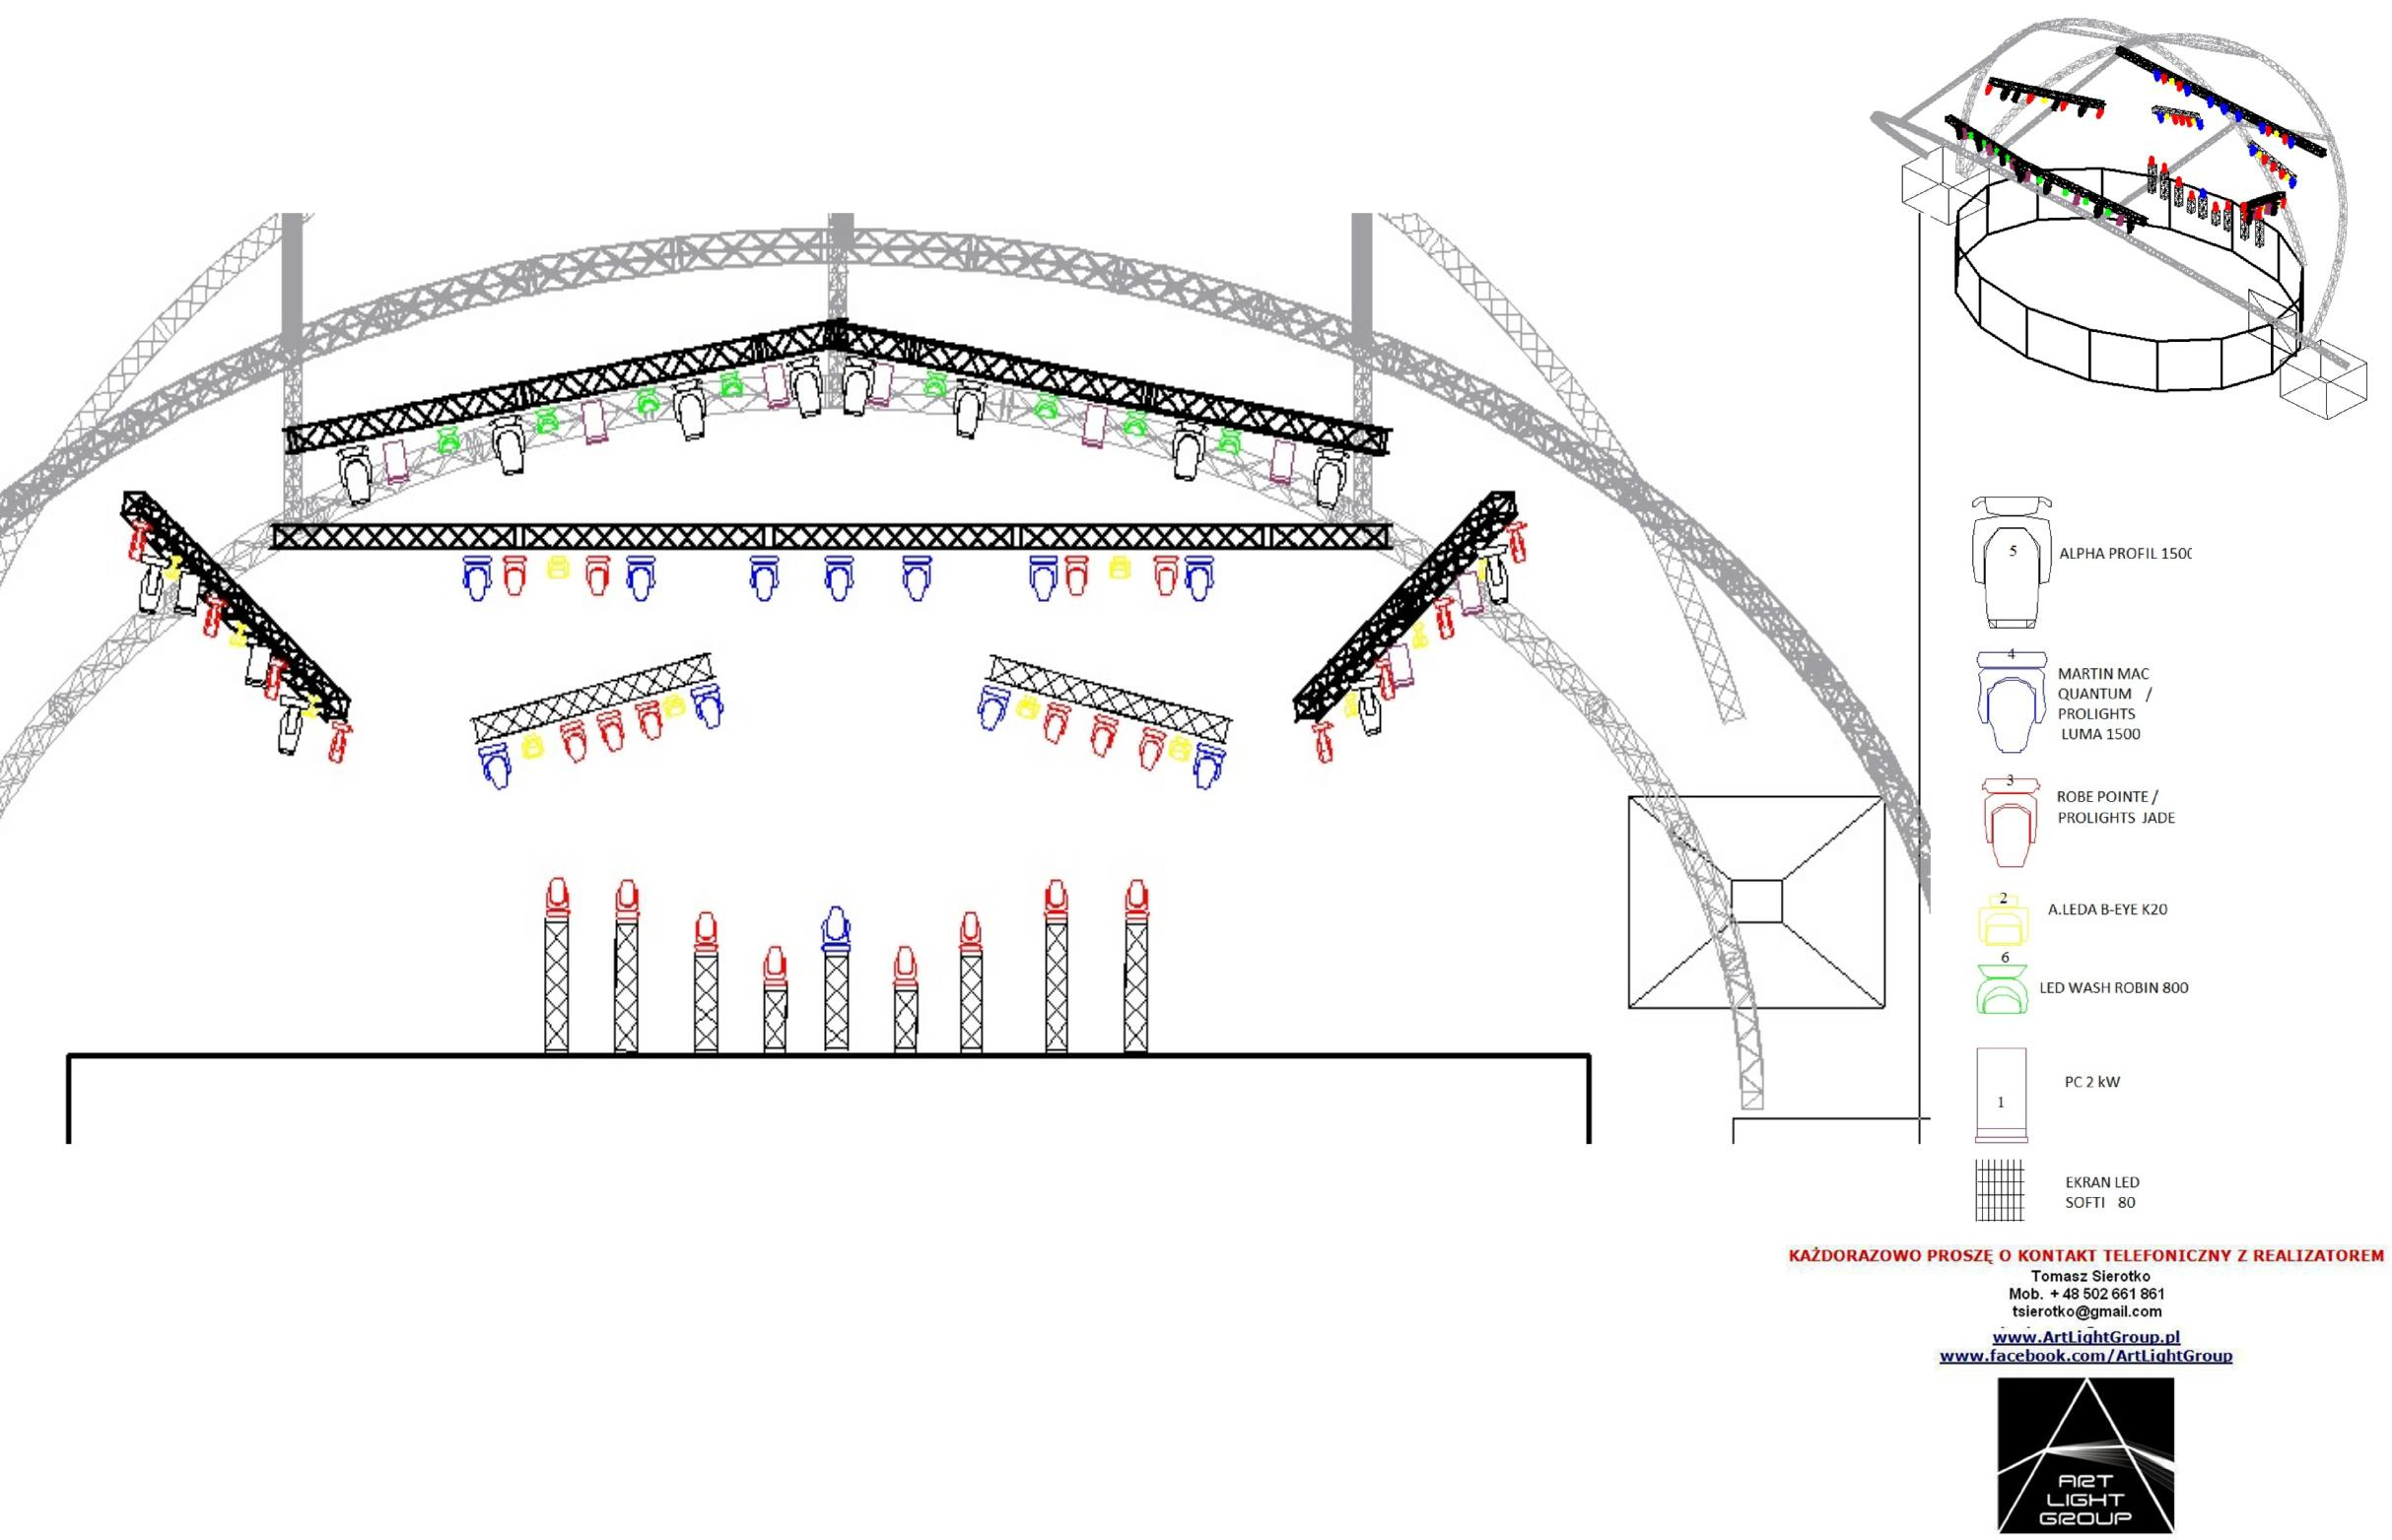 5
ALPHA PROFIL 1500
4
MARTIN MAC
QUANTUM /
PROLIGHTS
LUMA 1500
3
ROBE POINTE /
PROLIGHTS JADE
2
A.LEDA B-EYE K20
6
LED WASH ROBIN 800
PC 2 kW
1
EKRAN LED
SOFTI 80
KAŻDORAZOWO PROSZĘ O KONTAKT TELEFONICZNY Z REALIZATOREM
Tomasz Sierotko
Mob. + 48 502 661 861
tsierotko@gmail.com
www.ArtLightGroup.pl
www.facebook.com/ArtLightGroup
ART
LIGHT
GROUP